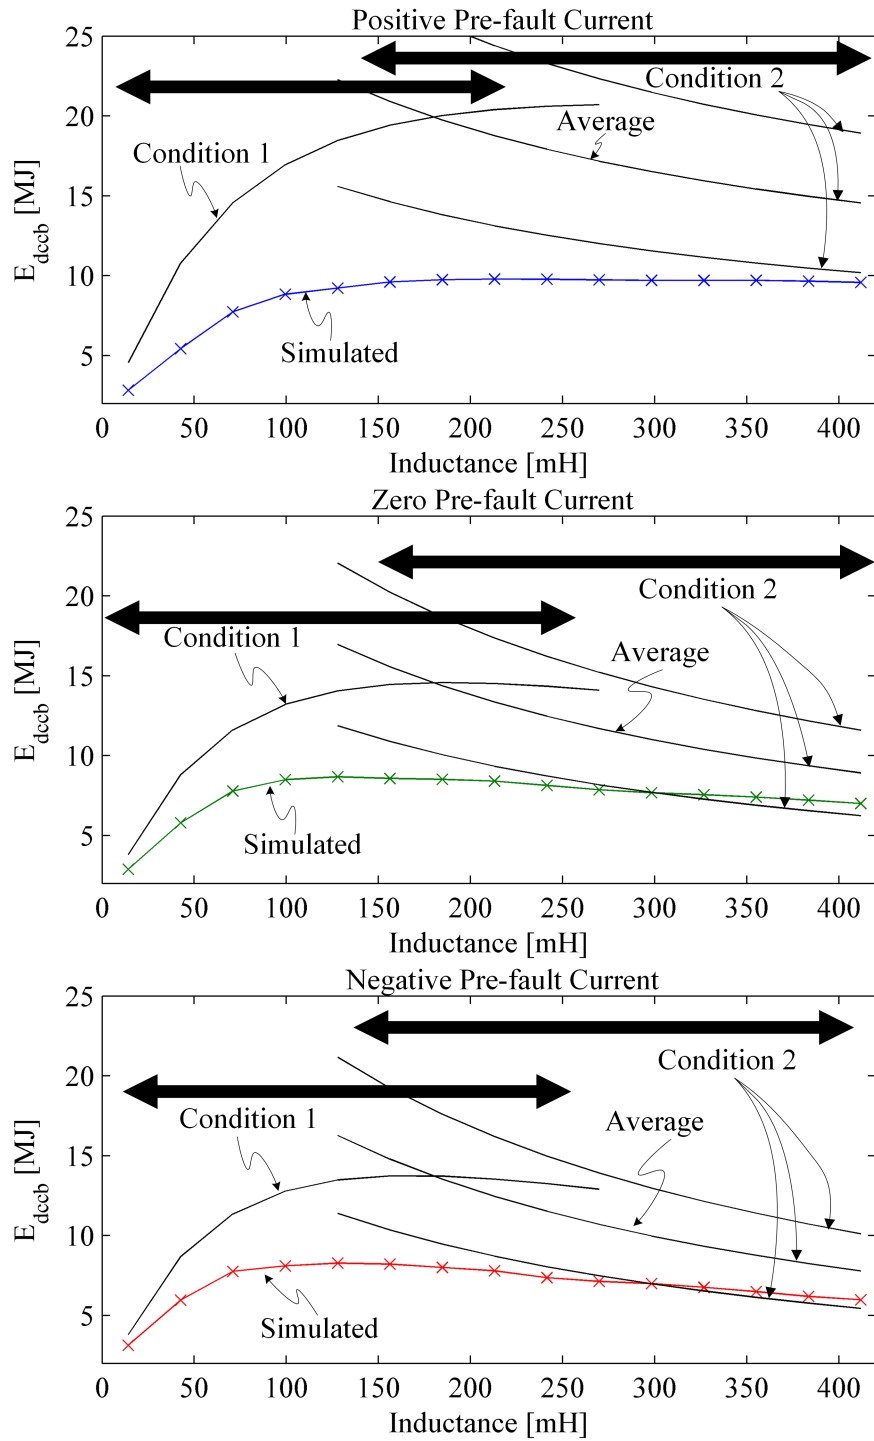 Positive Pre-fault Current
25
20
15
10
5
E_dccb [MJ]
Condition 1
Condition 2
Average
Simulated
0 50 100 150 200 250 300 350 400
Inductance [mH]
Zero Pre-fault Current
25
20
15
10
5
E_dccb [MJ]
Condition 1
Condition 2
Average
Simulated
0 50 100 150 200 250 300 350 400
Inductance [mH]
Negative Pre-fault Current
25
20
15
10
5
E_dccb [MJ]
Condition 1
Condition 2
Average
Simulated
0 50 100 150 200 250 300 350 400
Inductance [mH]